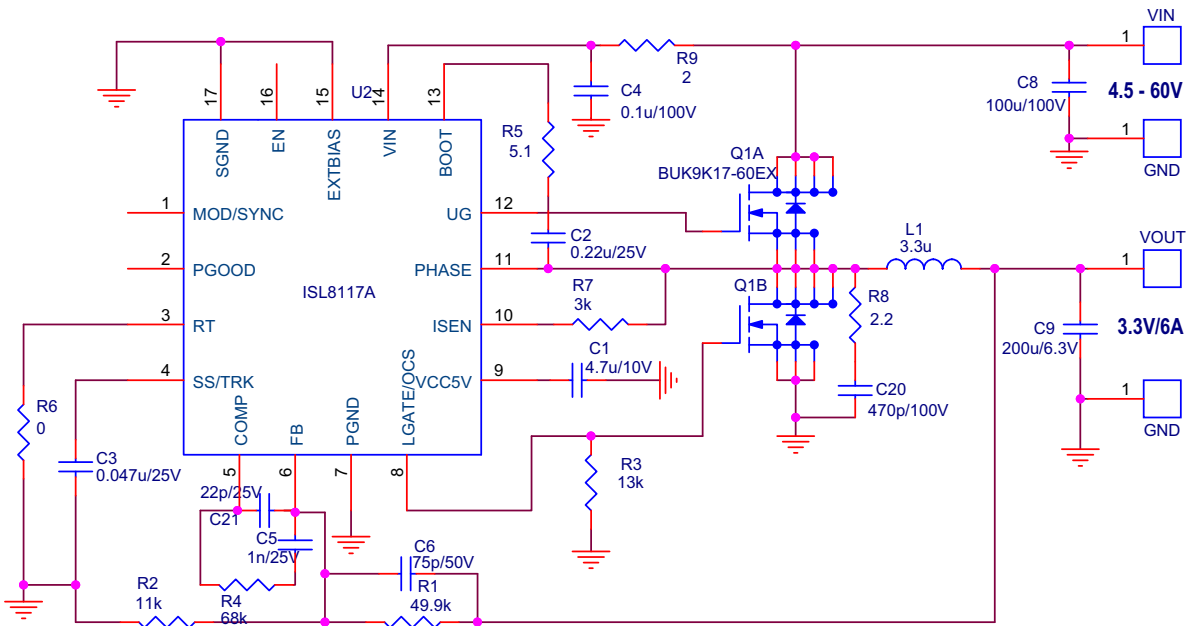 VIN
1
R9
2
C4
0.1u/100V
C8
100u/100V
4.5 - 60V
1
GND
17
16
15
U2
14
13
SGND
EN
EXTBIAS
VIN
BOOT
R5
5.1
Q1A
BUK9K17-60EX
1
MOD/SYNC
UG
12
C2
0.22u/25V
L1
3.3u
VOUT
1
2
PGOOD
PHASE
11
ISL8117A
R7
3k
Q1B
R8
2.2
3
RT
ISEN
10
C9
200u/6.3V
3.3V/6A
C1
4.7u/10V
4
SS/TRK
VCC5V
9
C20
470p/100V
1
GND
R6
0
COMP
FB
PGND
LGATE/OCS
C3
0.047u/25V
5
6
7
8
R3
13k
22p/25V
C21
C5
1n/25V
C6
75p/50V
R2
11k
R4
68k
R1
49.9k